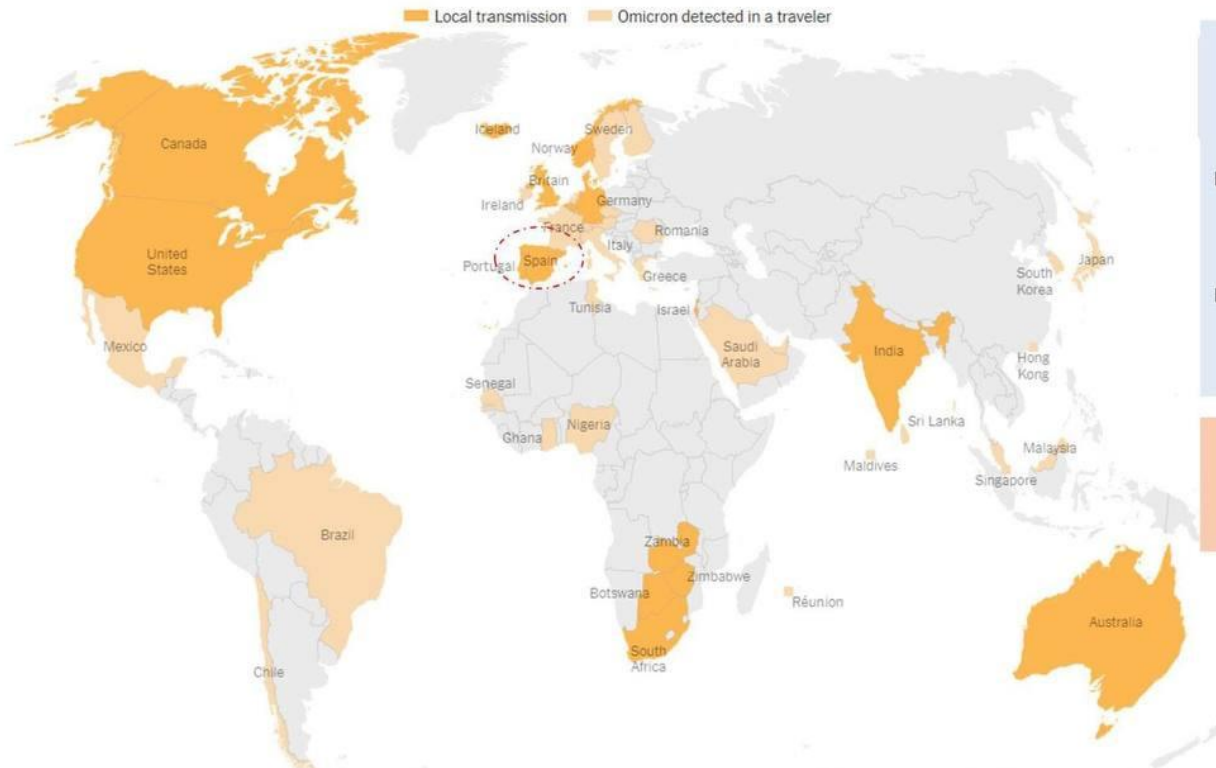 Local transmission
Omicron detected in a traveler
Canada
United
States
Mexico
Brazil
Chile
Iceland
Norway
Sweden
Britain
Ireland
Germany
France
Romania
Italy
Portugal
Spain
Greece
Tunisia
Israel
Saudi
Arabia
Senegal
Ghana
Nigeria
India
Sri Lanka
Maldives
South
Korea
Japan
Hong
Kong
Malaysia
Singapore
Zambia
Zimbabwe
Botswana
Réunion
South
Africa
Australia